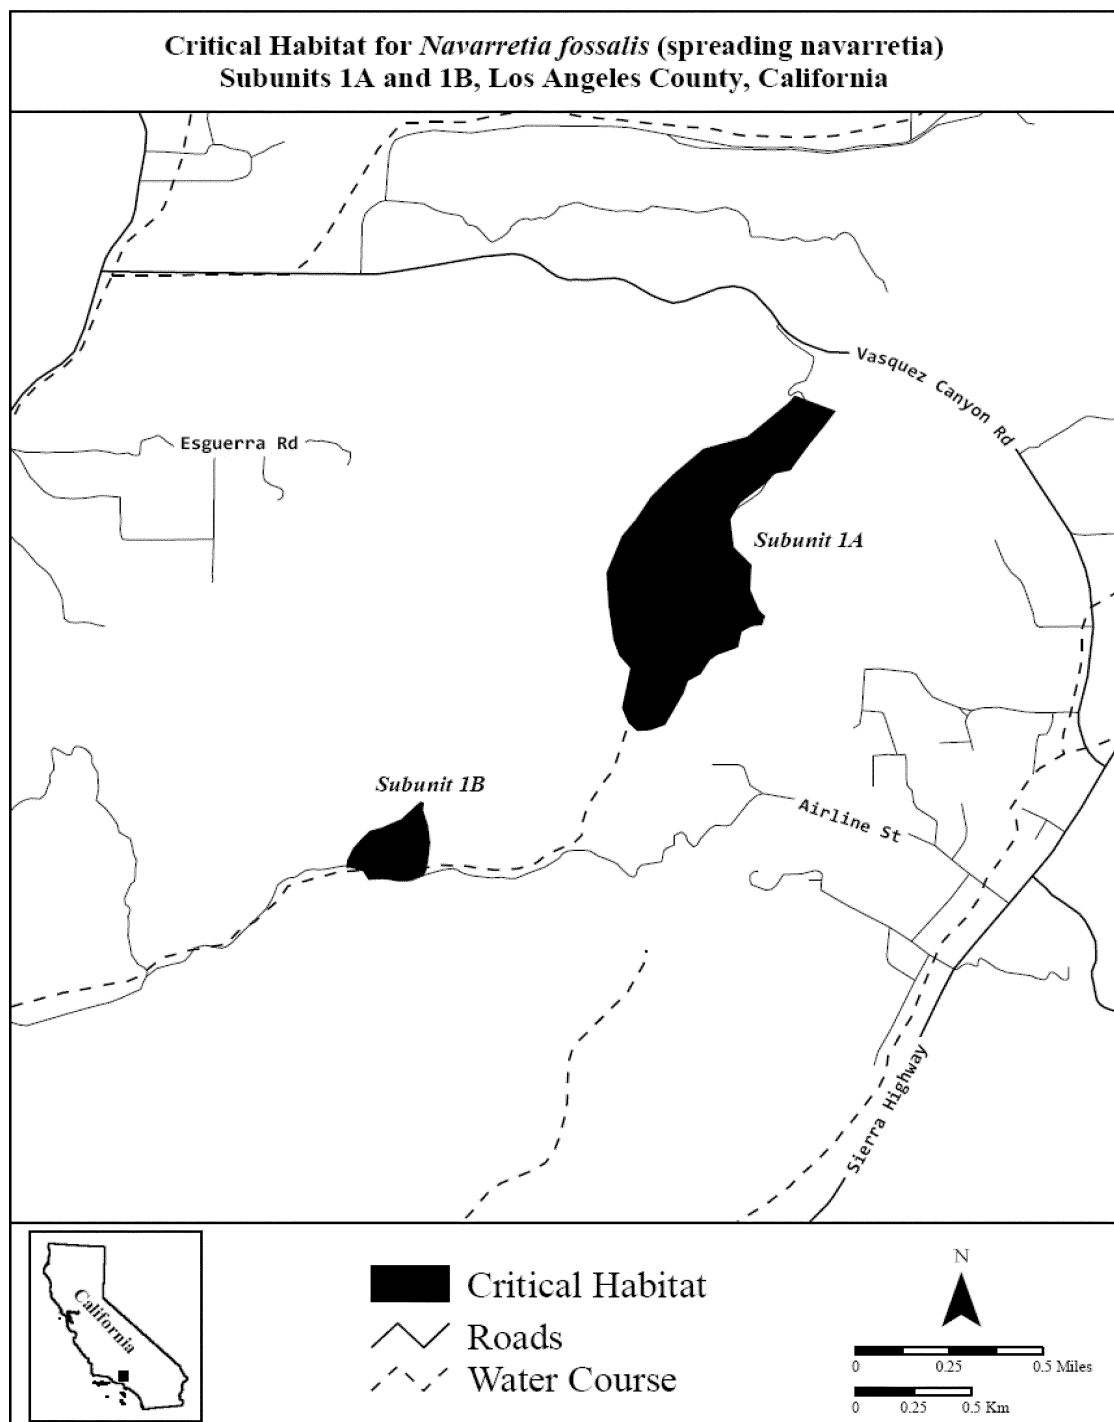 Critical Habitat for Navarretia fossalis (spreading navarretia)
Subunits 1A and 1B, Los Angeles County, California
Vasquez Canyon Rd
Esguerra Rd
Subunit 1A
Subunit 1B
Airline St
Sierra Highway
California
Critical Habitat
Roads
Water Course
N
0 0.25 0.5 Miles
0 0.25 0.5 Km